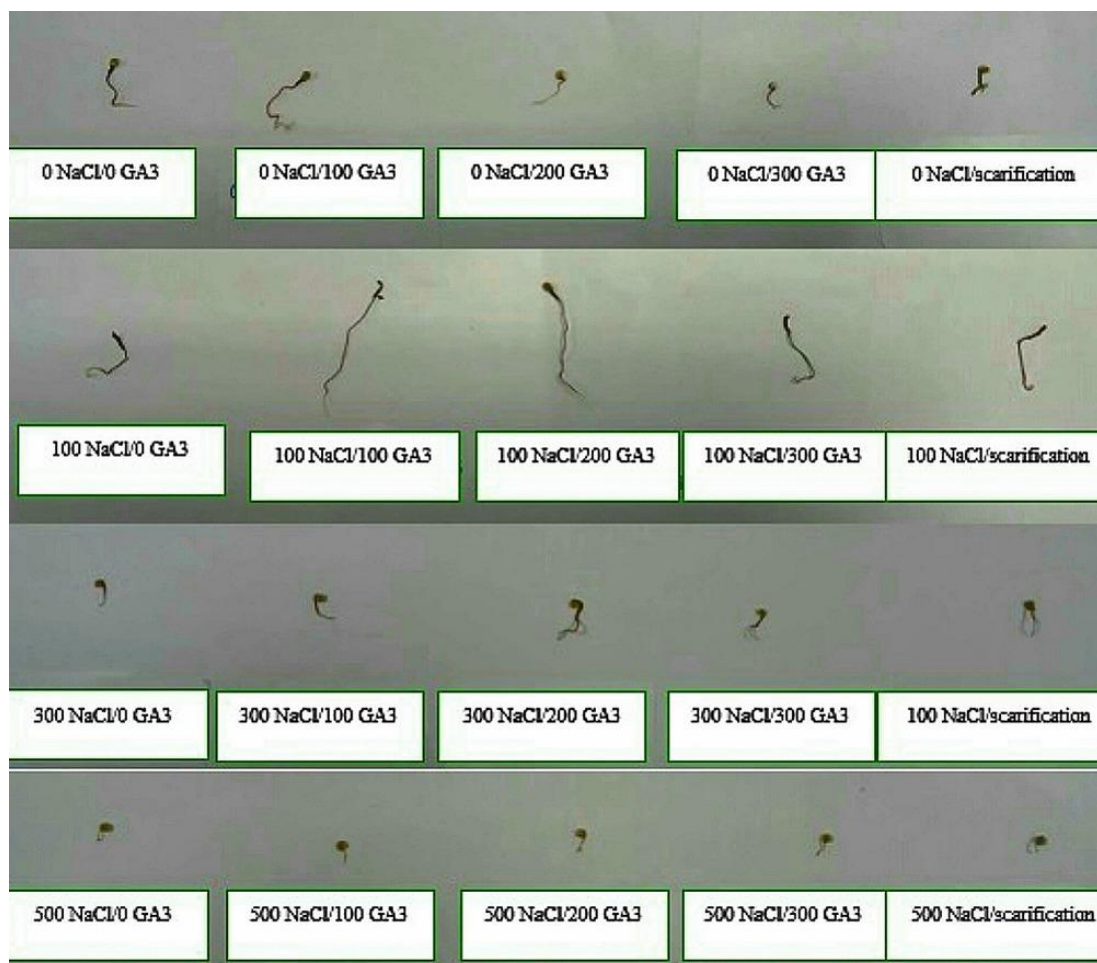 0 NaCl/0 GA3
0 NaCl/100 GA3
0 NaCl/200 GA3
0 NaCl/300 GA3
0 NaCl/scarification
100 NaCl/0 GA3
100 NaCl/100 GA3
100 NaCl/200 GA3
100 NaCl/300 GA3
100 NaCl/scarification
300 NaCl/0 GA3
300 NaCl/100 GA3
300 NaCl/200 GA3
300 NaCl/300 GA3
100 NaCl/scarification
500 NaCl/0 GA3
500 NaCl/100 GA3
500 NaCl/200 GA3
500 NaCl/300 GA3
500 NaCl/scarification